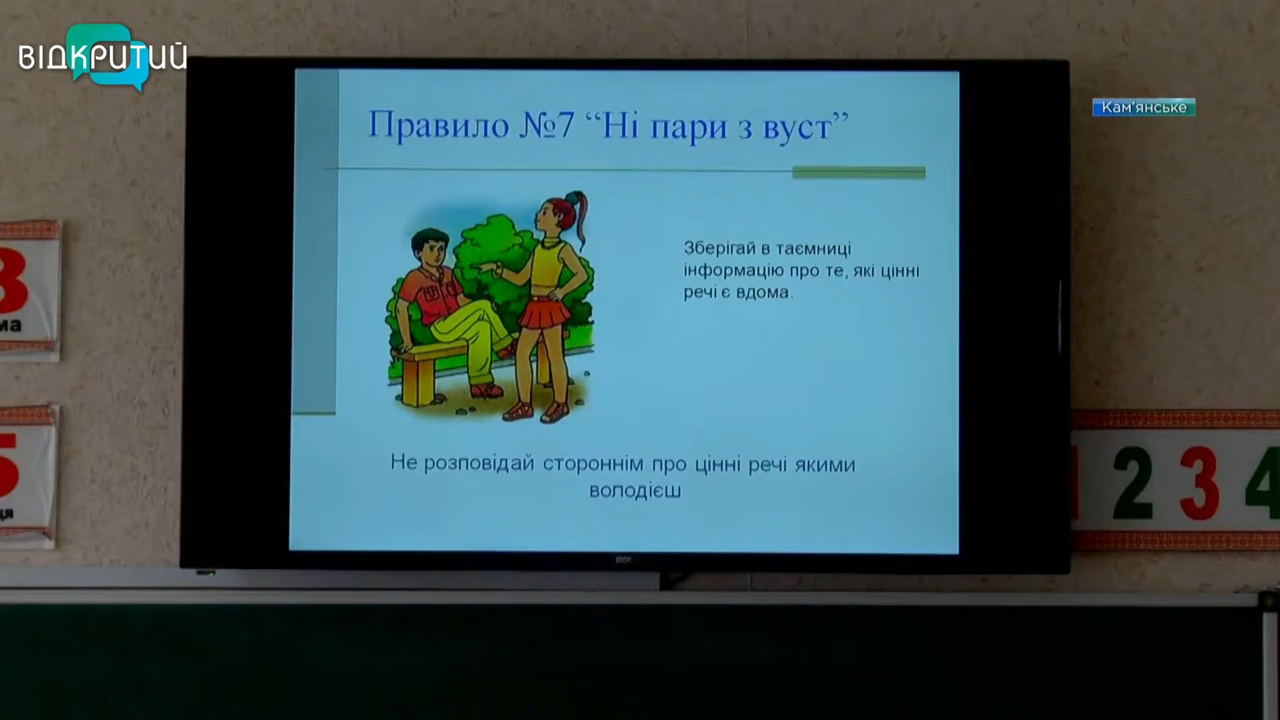 ВІДКРИТИЙ
Кам'янське
Правило №7 “Ні пари з вуст”
Зберігай в таємниці
інформацію про те, які цінні
речі є вдома.
Не розповідай стороннім про цінні речі якими
володієш
2 3 4